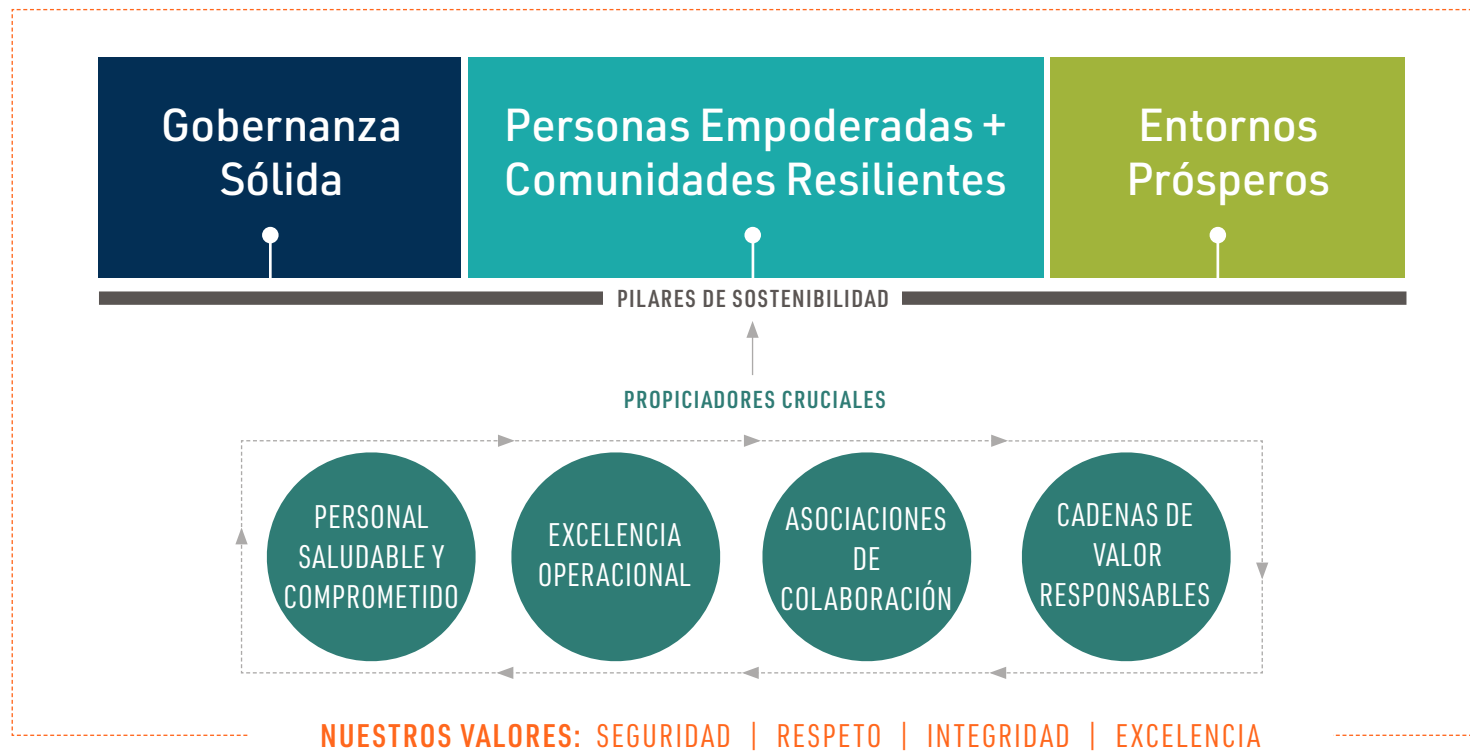 Gobernanza
Sólida
Personas Empoderadas +
Comunidades Resilientes
Entornos
Prósperos
PILARES DE SOSTENIBILIDAD
PROPICIADORES CRUCIALES
PERSONAL
SALUDABLE Y
COMPROMETIDO
EXCELENCIA
OPERACIONAL
ASOCIACIONES
DE
COLABORACIÓN
CADENAS DE
VALOR
RESPONSABLES
NUESTROS VALORES: SEGURIDAD | RESPETO | INTEGRIDAD | EXCELENCIA